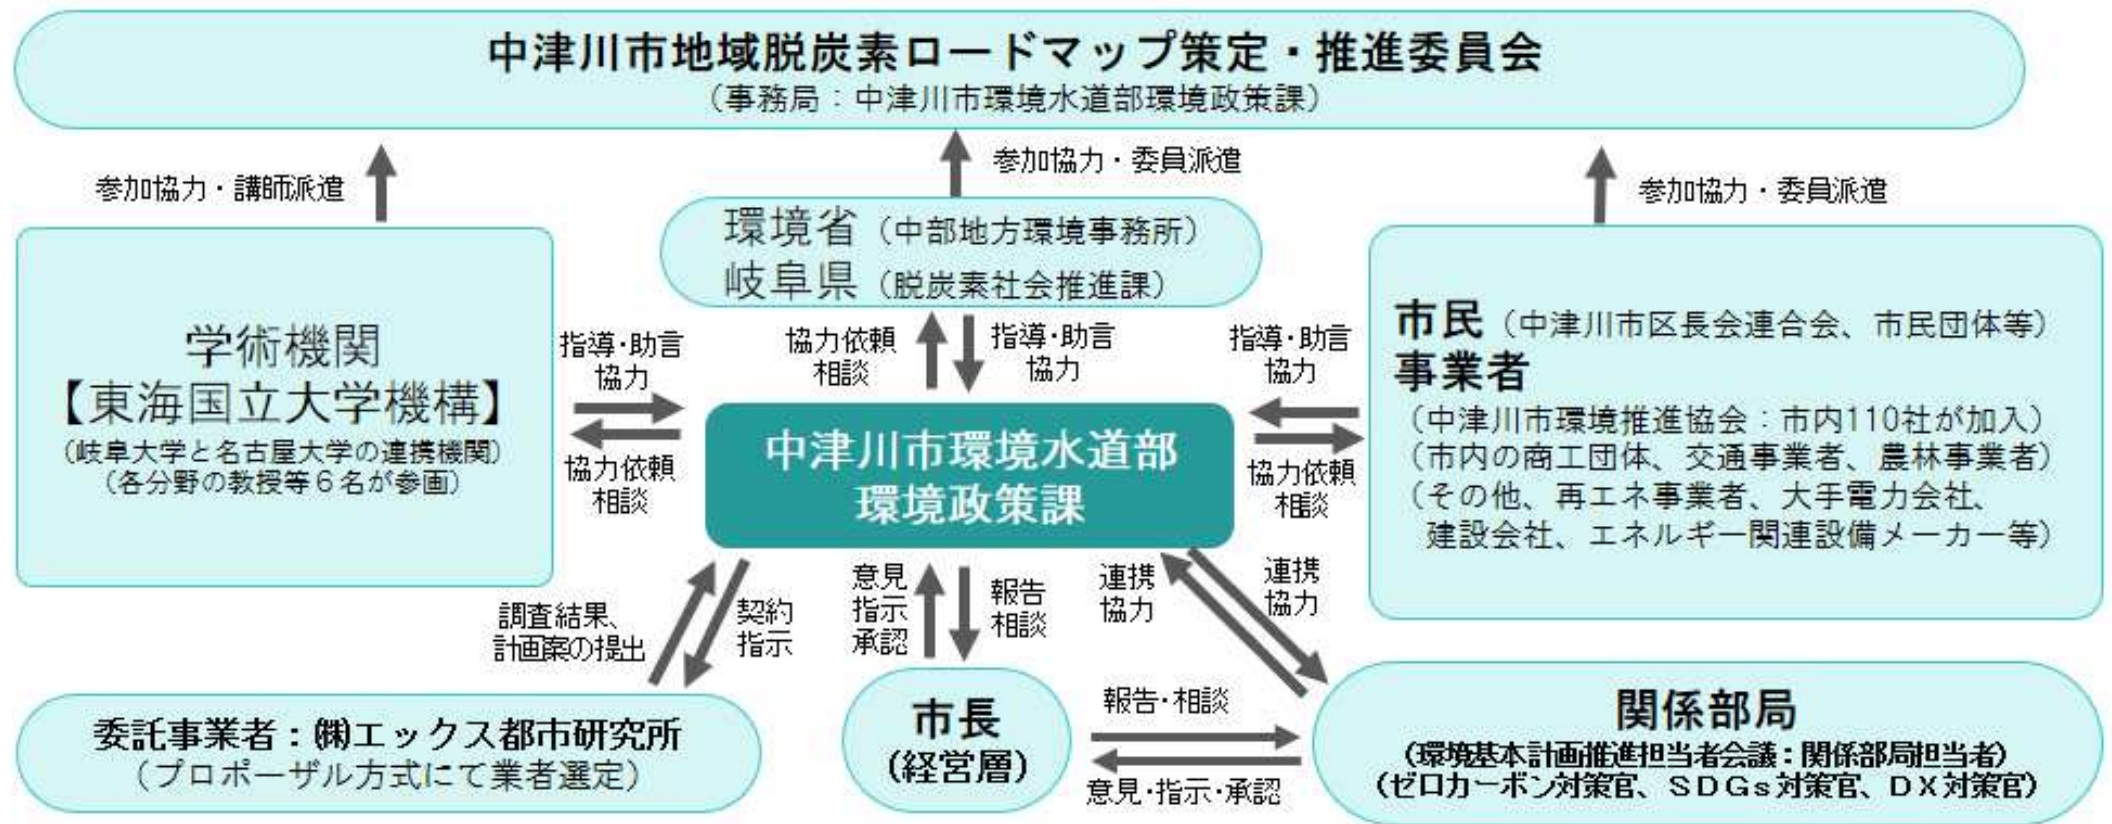 中津川市地域脱炭素ロードマップ策定・推進委員会
（事務局：中津川市環境水道部環境政策課）
参加協力・講師派遣
参加協力・委員派遣
参加協力・委員派遣
環境省（中部地方環境事務所）
岐阜県（脱炭素社会推進課）
学術機関
【東海国立大学機構】
（岐阜大学と名古屋大学の連携機関）
（各分野の教授等６名が参画）
指導・助言
協力
協力依頼
相談
協力依頼
相談
指導・助言
協力
指導・助言
協力
協力依頼
相談
市民（中津川市区長会連合会、市民団体等）
事業者
（中津川市環境推進協会：市内110社が加入）
（市内の商工団体、交通事業者、農林事業者）
（その他、再エネ事業者、大手電力会社、
建設会社、エネルギー関連設備メーカー等）
中津川市環境水道部
環境政策課
調査結果、
計画案の提出
契約
指示
意見
指示
承認
報告
相談
連携
協力
連携
協力
委託事業者：㈱エックス都市研究所
（プロポーザル方式にて業者選定）
市長
（経営層）
報告・相談
意見・指示・承認
関係部局
（環境基本計画推進担当者会議：関係部局担当者）
（ゼロカーボン対策官、ＳＤＧｓ対策官、ＤＸ対策官）